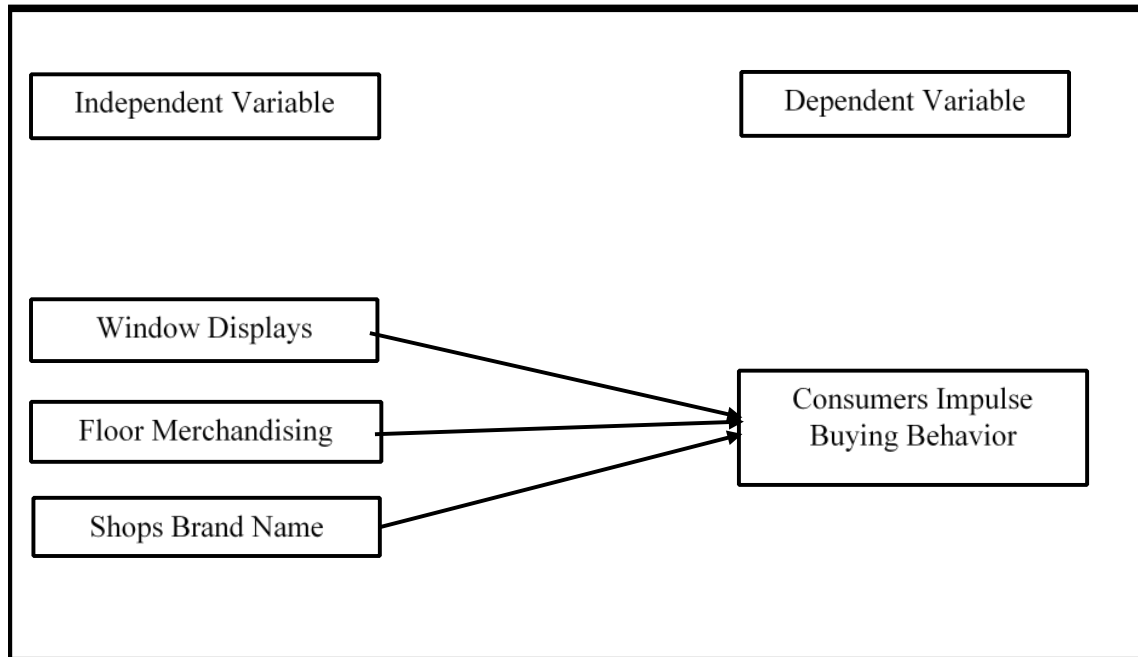 Independent Variable
Dependent Variable
Window Displays
Floor Merchandising
Shops Brand Name
Consumers Impulse
Buying Behavior